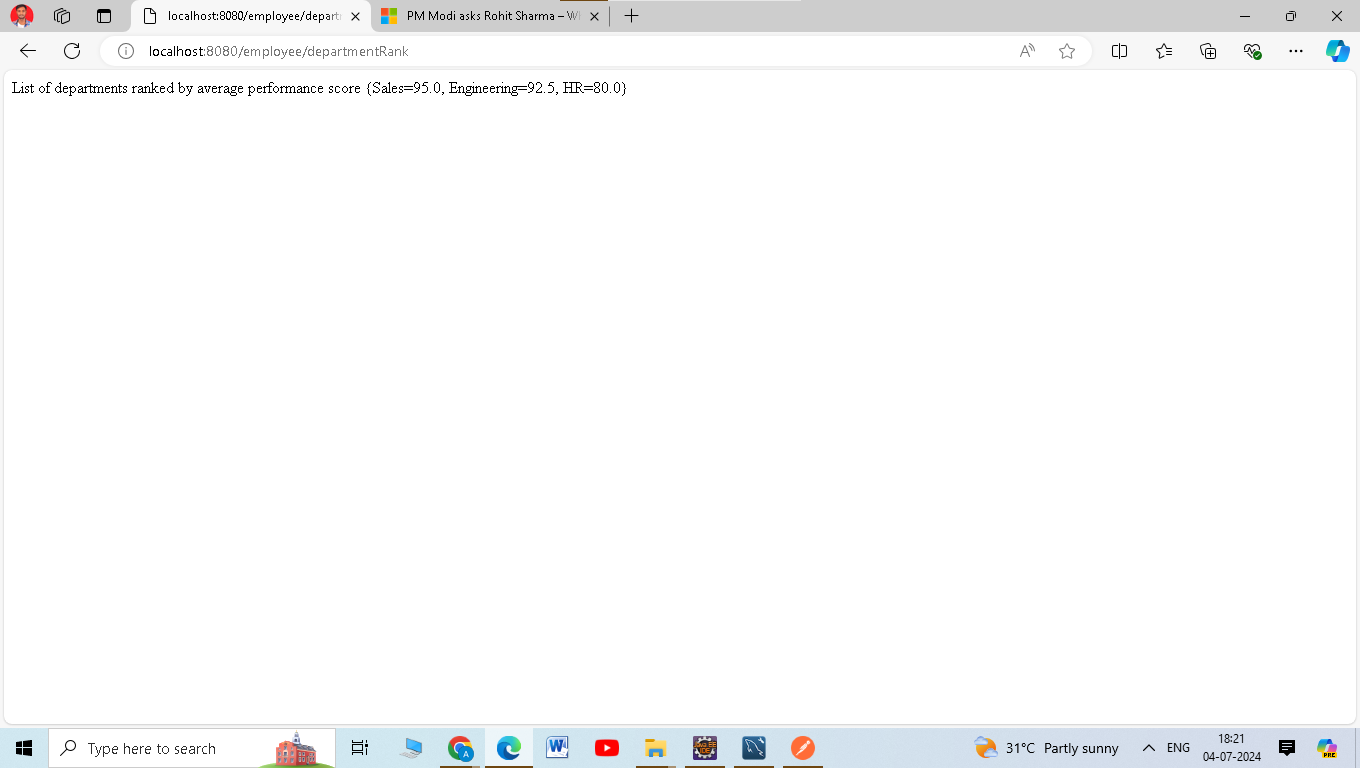 localhost:8080/employee/depart
PM Modi asks Rohit Sharma – Wh
localhost:8080/employee/departmentRank
List of departments ranked by average performance score {Sales=95.0, Engineering=92.5, HR=80.0}
Type here to search
31°C Partly sunny
ENG
18:21
04-07-2024
PRE